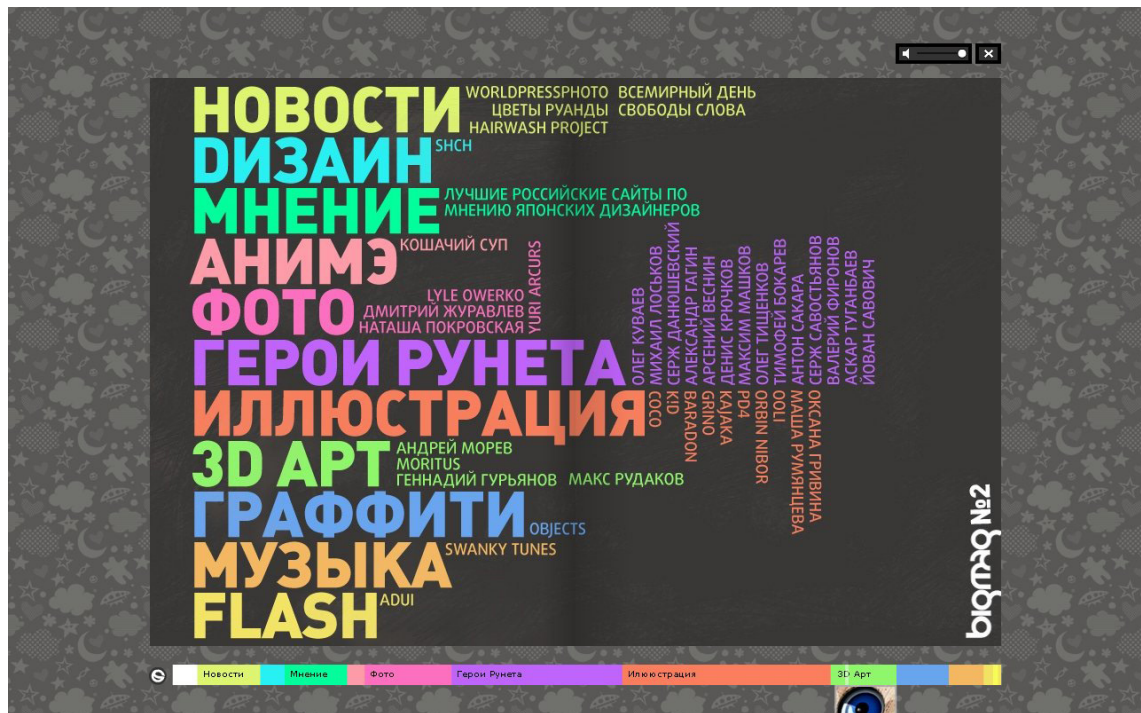 НОВОСТИ
WORLDPRESSPHOTO ВСЕМИРНЫЙ ДЕНЬ
ЦВЕТЫ РУАНДЫ СВОБОДЫ СЛОВА
HAIRWASH PROJECT
DИЗАИН
SHCH
МНЕНИЕ
ЛУЧШИЕ РОССИЙСКИЕ САЙТЫ ПО
МНЕНИЮ ЯПОНСКИХ ДИЗАЙНЕРОВ
АНИМЭ
КОШАЧИЙ СУП
ФОТО
LYLE OWERKO
ДМИТРИЙ ЖУРАВЛЕВ
НАТАША ПОКРОВСКАЯ
YURI ARCURS
ГЕРОИ РУНЕТА
ОЛЕГ КУВАЕВ
МИХАИЛ ЛОСЬКОВ
СЕРЖ ДАНЮШЕВСКИЙ
АЛЕКСАНДР ГАГИН
АРСЕНИЙ ВЕСНИН
ДЕНИС КРЮЧКОВ
МАКСИМ МАШКОВ
ОЛЕГ ТИЩЕНКОВ
ТИМОФЕЙ БОКАРЕВ
АНТОН САКАРА
СЕРЖ САВОСТЬЯНОВ
ВАЛЕРИЙ ФИРОНОВ
АСКАР ТУГАНБАЕВ
ЙОВАН САВОВИЧ
ИЛЛЮСТРАЦИЯ
COCO
K!D
BARADON
GRINO
KAJAKA
PD4
ORBIN NIBOR
OOLI
МАША РУМЯНЦЕВА
ОКСАНА ГРИВИНА
3D АРТ
АНДРЕЙ МОРЕВ
MORITUS
ГЕННАДИЙ ГУРЬЯНОВ МАКС РУДАКОВ
ГРАФФИТИ
OBJECTS
МУЗЫКА
SWANKY TUNES
FLASH
ADUI
bigmag №2
Новости Мнение Фото Герои Рунета Илюкстрация 3D Арт